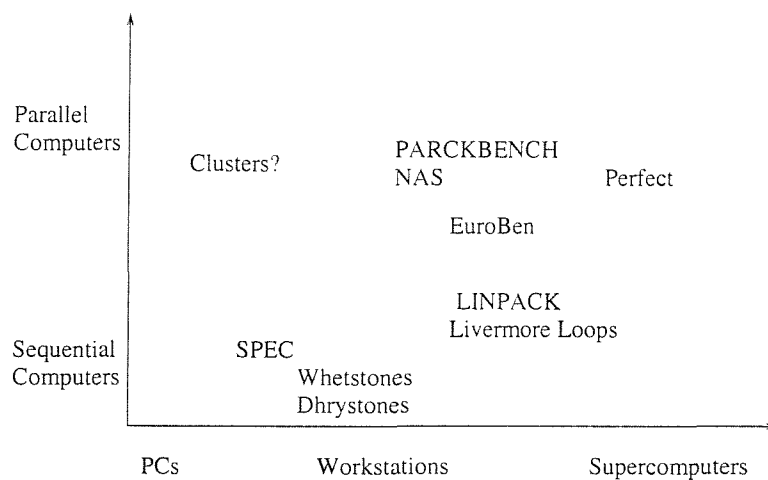 Parallel
Computers
Clusters?
PARCKBENCH
NAS
Perfect
EuroBen
LINPACK
Livermore Loops
Sequential
Computers
SPEC
Whetstones
Dhrystones
PCs
Workstations
Supercomputers